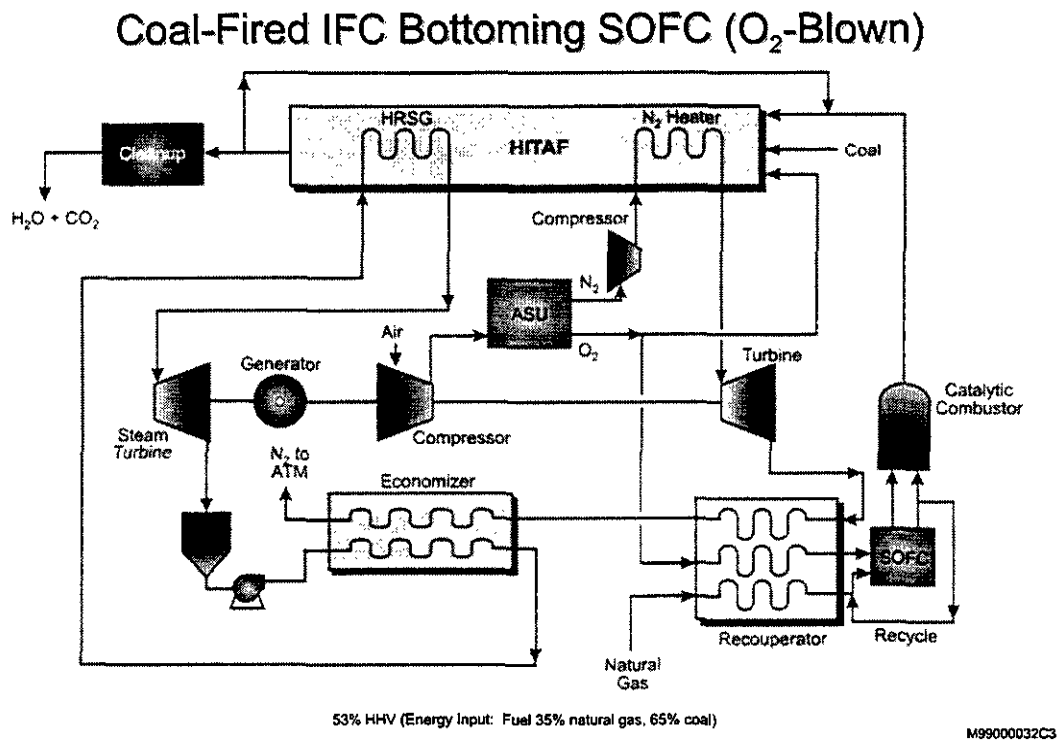 Coal-Fired IFC Bottoming SOFC (O₂-Blown)
HRSG
N₂ Heater
HITAF
Cleanup
Coal
H₂O + CO₂
Compressor
N₂
ASU
O₂
Air
Generator
Turbine
Catalytic
Combustor
Steam
Turbine
Compressor
N₂ to
ATM
Economizer
SOFC
Recouperator
Recycle
Natural
Gas
53% HHV (Energy Input: Fuel 35% natural gas, 65% coal)
M99000032C3